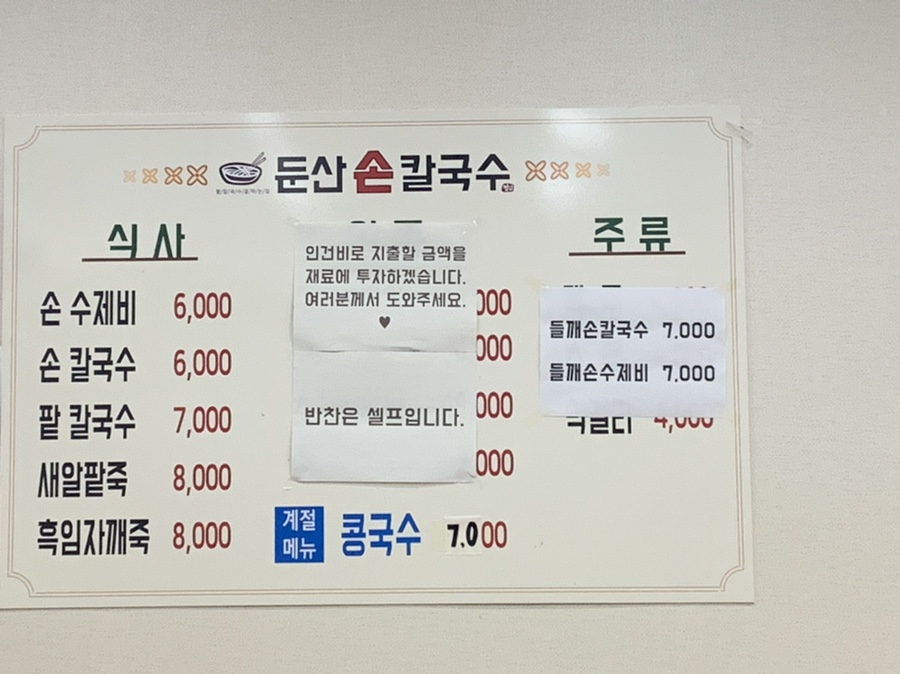 둔산 손 칼국수
식사
손 수제비 6,000
손 칼국수 6,000
팥 칼국수 7,000
새알팥죽 8,000
흑임자깨죽 8,000
인건비로 지출할 금액을
재료에 투자하겠습니다.
여러분께서 도와주세요.
♥
반찬은 셀프입니다.
000
000
000
000
계절
메뉴
콩국수 7,000
주류
들깨손칼국수 7,000
들깨손수제비 7,000
4,000